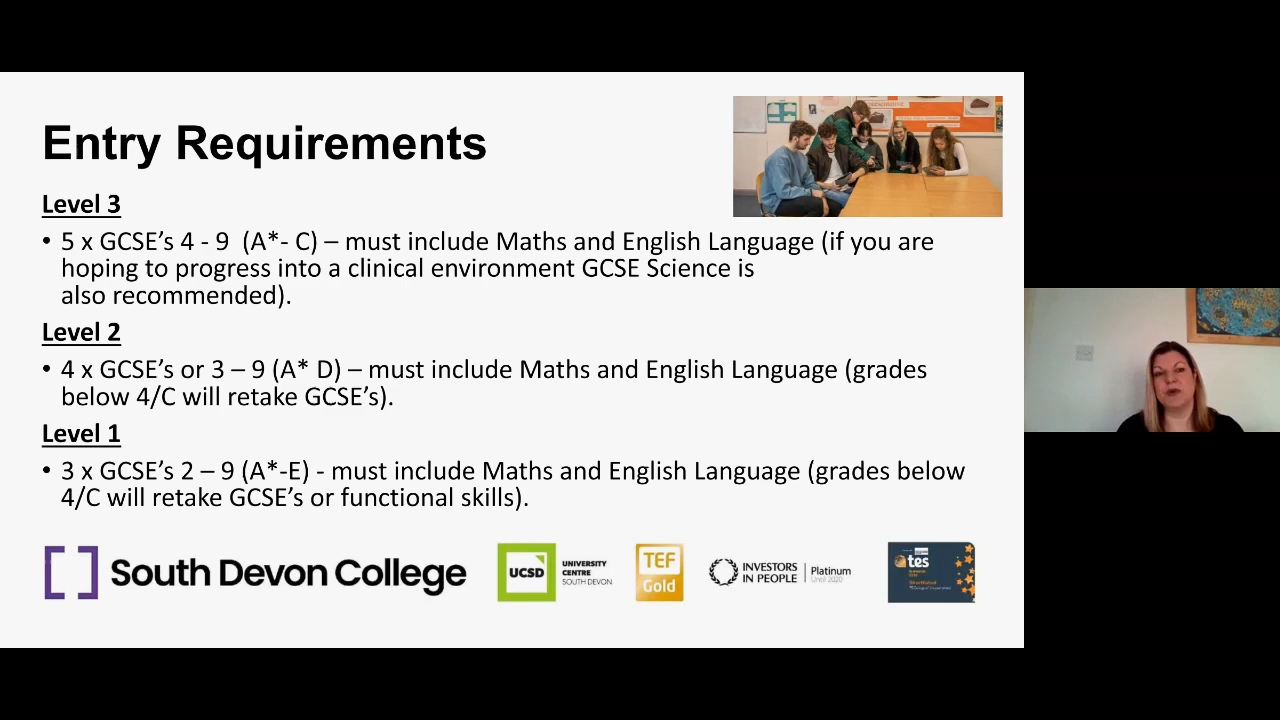 Entry Requirements
Level 3
• 5 x GCSE’s 4 - 9 (A*- C) – must include Maths and English Language (if you are
hoping to progress into a clinical environment GCSE Science is
also recommended).
Level 2
• 4 x GCSE’s or 3 – 9 (A* D) – must include Maths and English Language (grades
below 4/C will retake GCSE’s).
Level 1
• 3 x GCSE’s 2 – 9 (A*-E) - must include Maths and English Language (grades below
4/C will retake GCSE’s or functional skills).
South Devon College
UCSD
UNIVERSITY
CENTRE
SOUTH DEVON
TEF
Gold
INVESTORS
IN PEOPLE
Platinum
Until 2020
tes